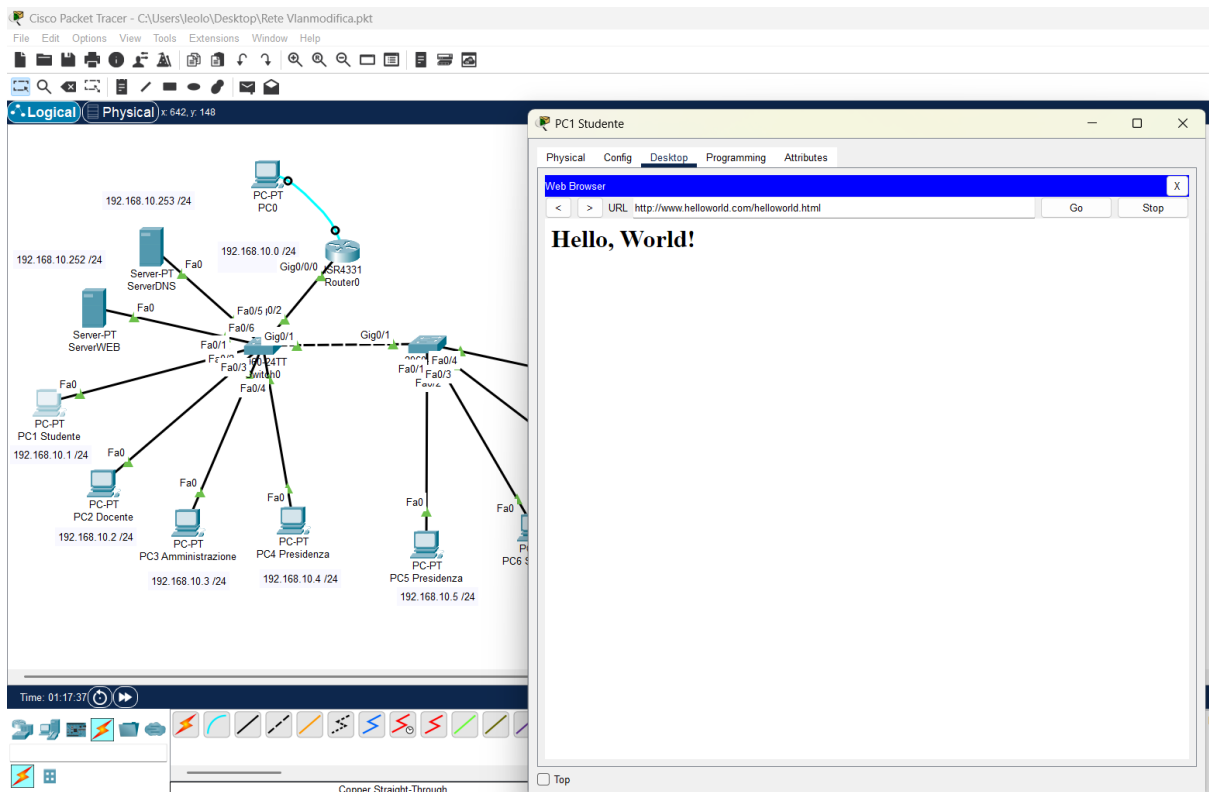 Cisco Packet Tracer - C:\Users\leolo\Desktop\Rete Vlanmodifica.pkt
File Edit Options View Tools Extensions Window Help
Logical Physical x: 642, y: 148
PC-PT
PC0
192.168.10.253 /24
192.168.10.0 /24
192.168.10.252 /24
Fa0
Server-PT
ServerDNS
Gig0/0/0
ISR4331
Router0
Fa0
Server-PT
ServerWEB
Fa0/5
Fa0/6
Fa0/1
Gig0/1
Gig0/1
Fa0/3
Fa0/4
Fa0/4
Fa0/1
Fa0/3
Fa0
PC-PT
PC1 Studente
192.168.10.1 /24
Fa0
PC-PT
PC2 Docente
192.168.10.2 /24
Fa0
PC-PT
PC3 Amministrazione
192.168.10.3 /24
Fa0
PC-PT
PC4 Presidenza
192.168.10.4 /24
Fa0
PC-PT
PC5 Presidenza
192.168.10.5 /24
Fa0
PC6
PC1 Studente
Physical Config Desktop Programming Attributes
Web Browser X
< > URL http://www.helloworld.com/helloworld.html Go Stop
Hello, World!
Top
Time: 01:17:37
Copper Straight-Through